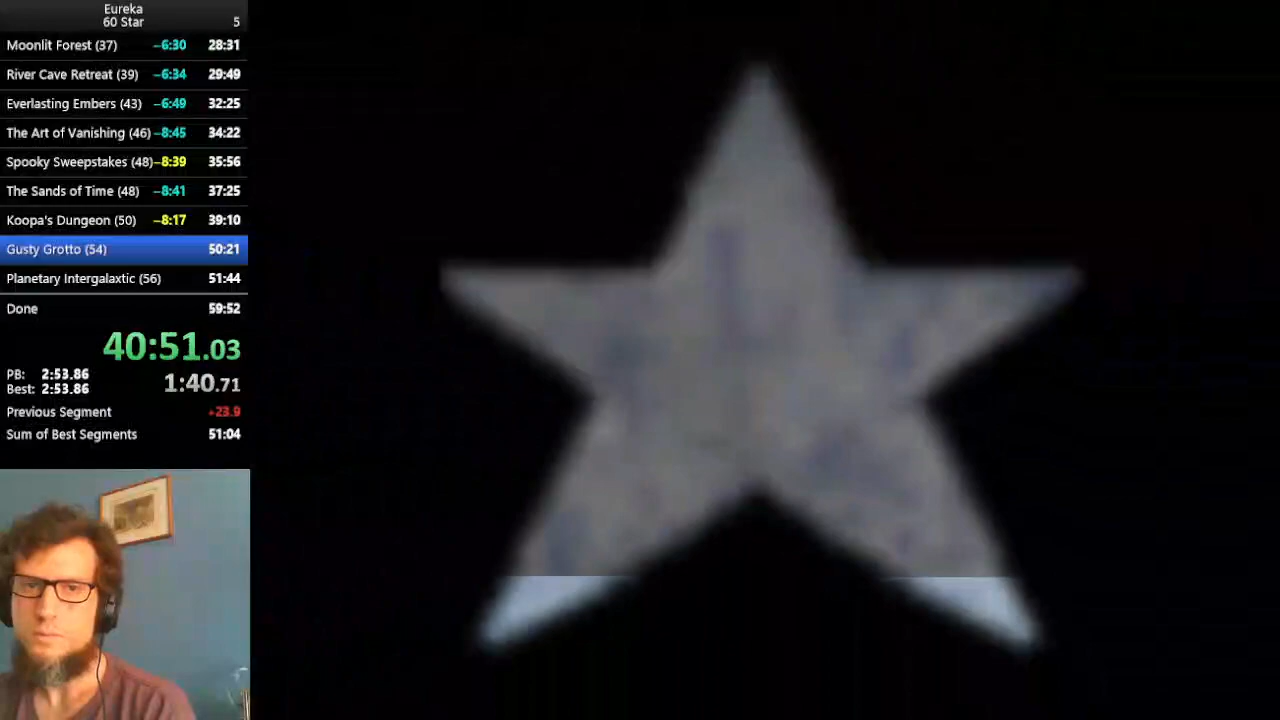 Eureka
60 Star 5
Moonlit Forest (37) −6:30 28:31
River Cave Retreat (39) −6:34 29:49
Everlasting Embers (43) −6:49 32:25
The Art of Vanishing (46) −8:45 34:22
Spooky Sweepstakes (48) −8:39 35:56
The Sands of Time (48) −8:41 37:25
Koopa's Dungeon (50) −8:17 39:10
Gusty Grotto (54) 50:21
Planetary Intergalaxtic (56) 51:44
Done 59:52
40:51.03
PB: 2:53.86
Best: 2:53.86 1:40.71
Previous Segment +23.9
Sum of Best Segments 51:04